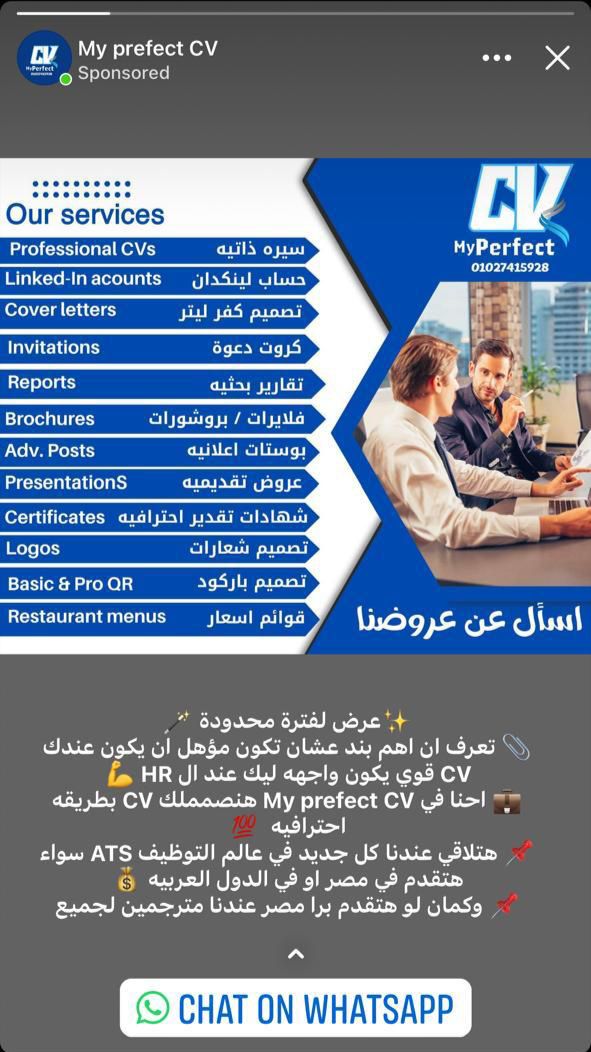 My prefect CV
Sponsored
CV
MyPerfect
CV
MyPerfect
01027415928
Our services
Professional CVs سيره ذاتيه
Linked-In acounts حساب لينكدان
Cover letters تصميم كفر ليتر
Invitations كروت دعوة
Reports تقارير بحثيه
Brochures فلايرات / بروشورات
Adv. Posts بوستات اعلانيه
PresentationS عروض تقديميه
Certificates شهادات تقدير احترافيه
Logos تصميم شعارات
Basic & Pro QR تصميم باركود
Restaurant menus قوائم اسعار
اسأل عن عروضنا
✨عرض لفترة محدودة 🪄
📎 تعرف ان اهم بند عشان تكون مؤهل ان يكون عندك
CV قوي يكون واجهه ليك عند ال HR 💪
💼 احنا في My prefect CV هنصمملك CV بطريقه
احترافيه 💯
📌 هتلاقي عندنا كل جديد في عالم التوظيف ATS سواء
هتقدم في مصر او في الدول العربيه 💰
📌 وكمان لو هتقدم برا مصر عندنا مترجمين لجميع
CHAT ON WHATSAPP